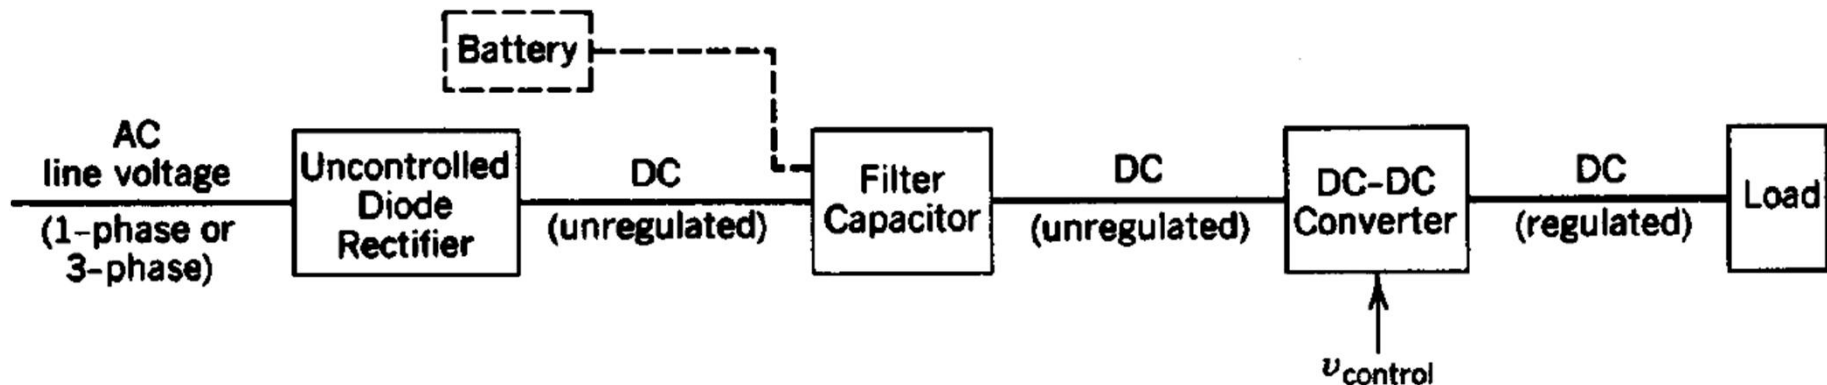 Battery
AC
line voltage
(1-phase or
3-phase)
Uncontrolled
Diode
Rectifier
DC
(unregulated)
Filter
Capacitor
DC
(unregulated)
DC-DC
Converter
DC
(regulated)
Load
v control